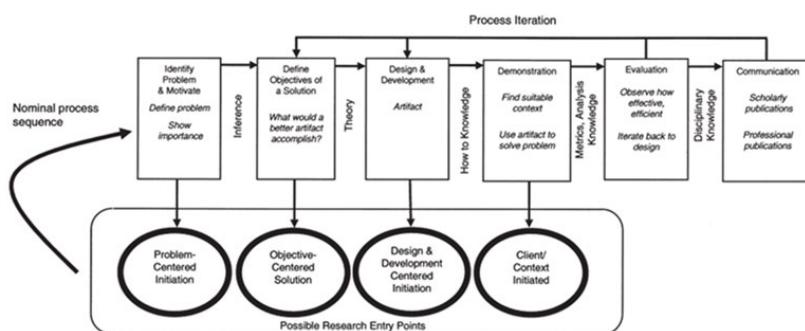 Process Iteration
Nominal process
sequence
Identify
Problem
& Motivate
Define problem
Show
importance
Inference
Define
Objectives of
a Solution
What would a
better artifact
accomplish?
Theory
Design &
Development
Artifact
How to Knowledge
Demonstration
Find suitable
context
Use artifact to
solve problem
Metrics, Analysis
Knowledge
Evaluation
Observe how
effective,
efficient
Iterate back to
design
Disciplinary
Knowledge
Communication
Scholarly
publications
Professional
publications
Problem-
Centered
Initiation
Objective-
Centered
Solution
Design &
Development
Centered
Initiation
Client/
Context
Initiated
Possible Research Entry Points